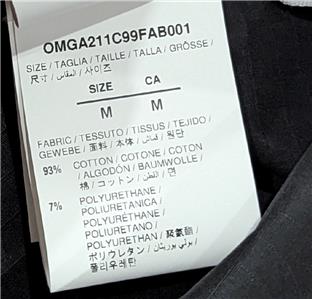 OMGA211C99FAB001
SIZE / TAGLIA / TAILLE / TALLA / GRÖSSE /
尺寸 / المقاس / 사이즈
SIZE CA
M M
FABRIC / TESSUTO / TISSUS / TEJIDO /
GEWEBE / 面料 / 本体 / قماش / 원단
93% COTTON / COTONE / COTON
/ ALGODÓN / BAUMWOLLE /
棉 / コットン / القطن / 면
7% POLYURETHANE /
POLIURETANICA /
POLYURÉTHANE /
POLIURETANO /
POLYURETHAN / 聚氨酯 /
ポリウレタン / بولي يوريثان /
폴리우레탄